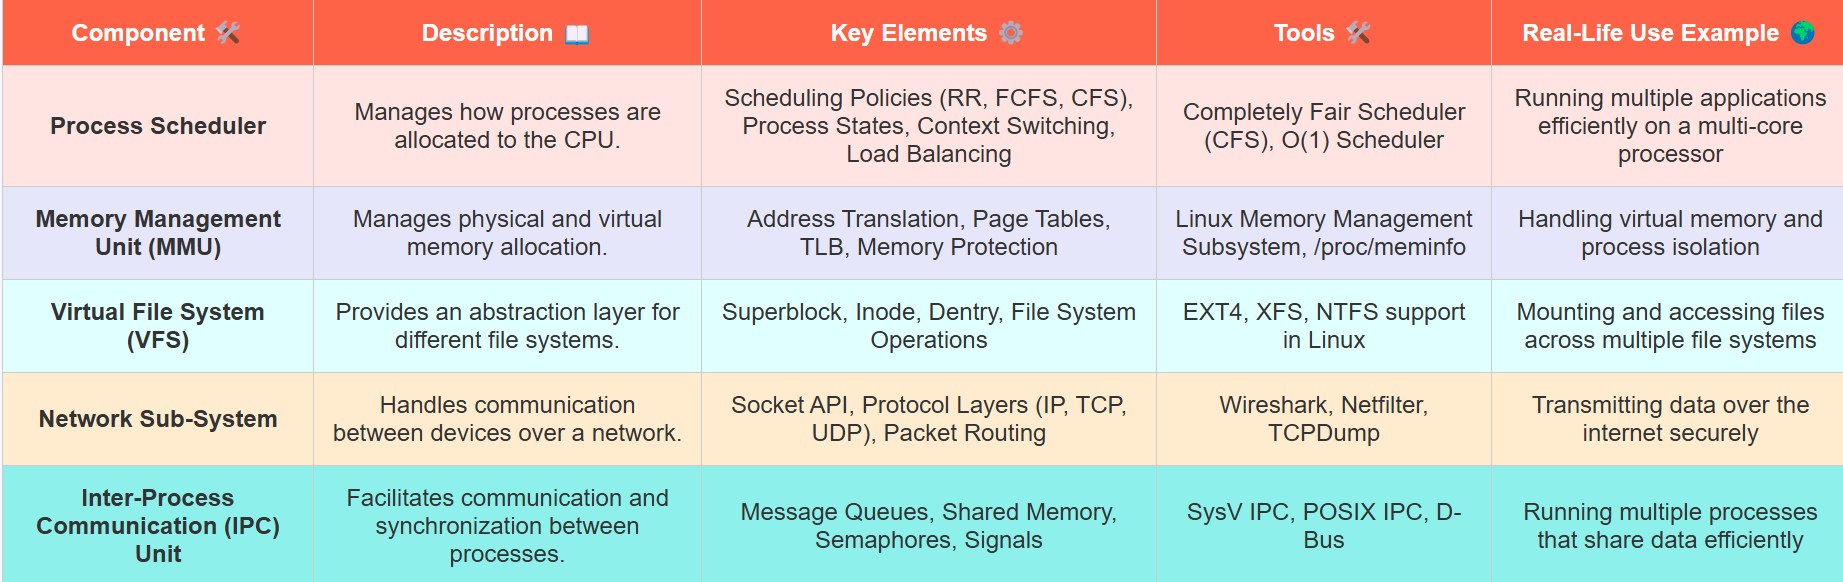 Component 🛠
Description 📖
Key Elements ⚙
Tools 🛠
Real-Life Use Example 🌍
Process Scheduler
Manages how processes are
allocated to the CPU.
Scheduling Policies (RR, FCFS, CFS),
Process States, Context Switching,
Load Balancing
Completely Fair Scheduler
(CFS), O(1) Scheduler
Running multiple applications
efficiently on a multi-core
processor
Memory Management
Unit (MMU)
Manages physical and virtual
memory allocation.
Address Translation, Page Tables,
TLB, Memory Protection
Linux Memory Management
Subsystem, /proc/meminfo
Handling virtual memory and
process isolation
Virtual File System
(VFS)
Provides an abstraction layer for
different file systems.
Superblock, Inode, Dentry, File System
Operations
EXT4, XFS, NTFS support
in Linux
Mounting and accessing files
across multiple file systems
Network Sub-System
Handles communication
between devices over a network.
Socket API, Protocol Layers (IP, TCP,
UDP), Packet Routing
Wireshark, Netfilter,
TCPDump
Transmitting data over the
internet securely
Inter-Process
Communication (IPC)
Unit
Facilitates communication and
synchronization between
processes.
Message Queues, Shared Memory,
Semaphores, Signals
SysV IPC, POSIX IPC, D-
Bus
Running multiple processes
that share data efficiently